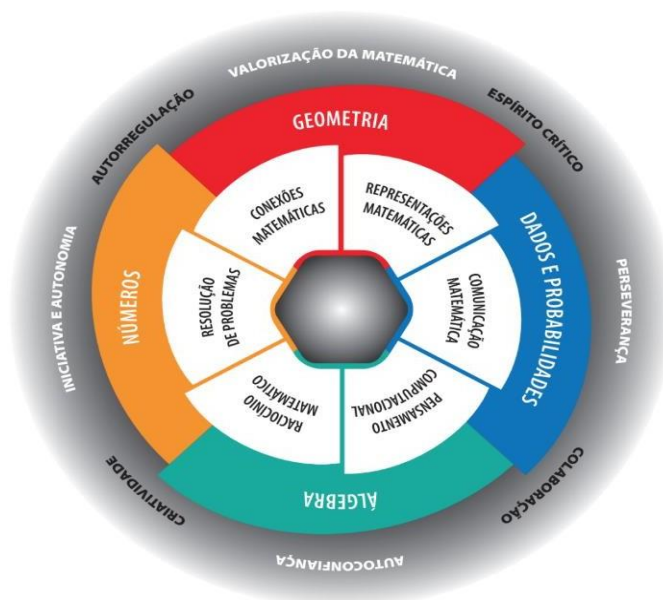 VALORIZAÇÃO DA MATEMÁTICA
ESPÍRITO CRÍTICO
PERSEVERANÇA
COLABORAÇÃO
AUTOCONFIANÇA
CRIATIVIDADE
INICIATIVA E AUTONOMIA
AUTORREGULAÇÃO
GEOMETRIA
DADOS E PROBABILIDADES
ÁLGEBRA
NÚMEROS
CONEXÕES
MATEMÁTICAS
REPRESENTAÇÕES
MATEMÁTICAS
COMUNICAÇÃO
MATEMÁTICA
PENSAMENTO
COMPUTACIONAL
RACIOCÍNIO
MATEMÁTICO
RESOLUÇÃO
DE PROBLEMAS